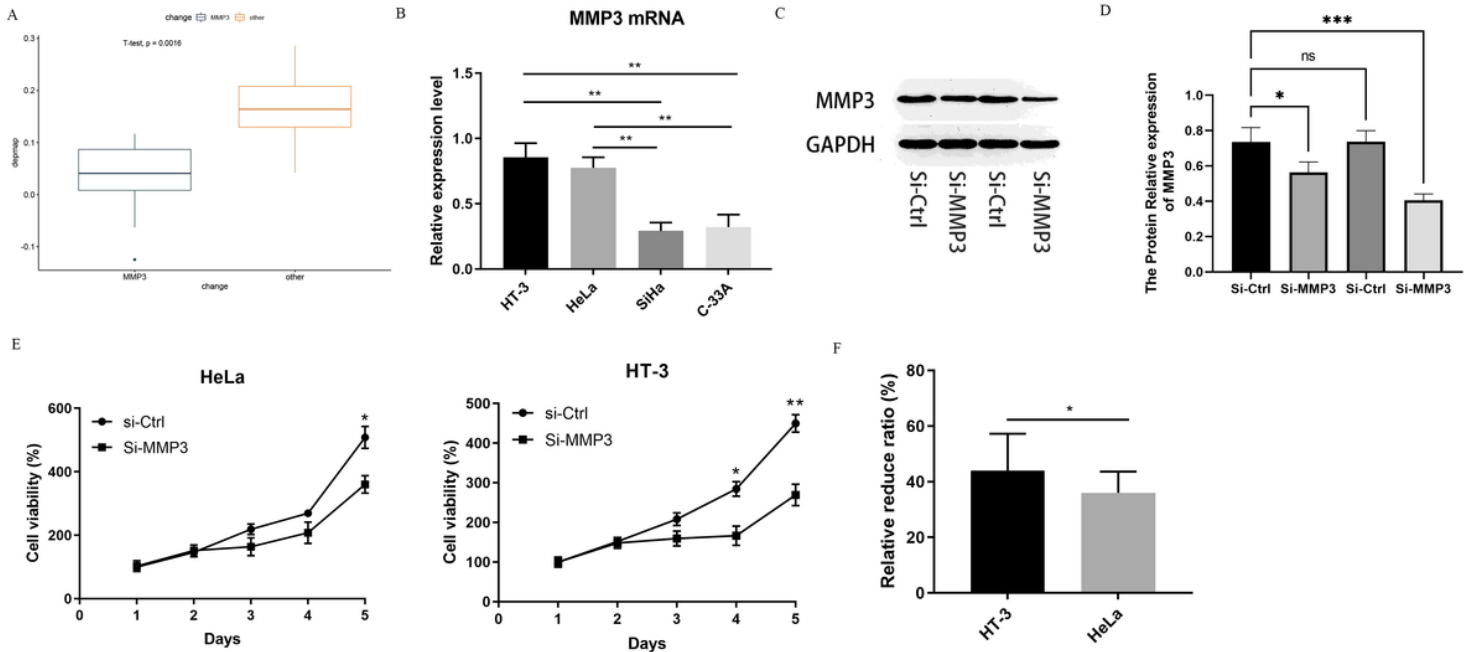 A
change MMP3 other
T-test, p = 0.0016
0.3
0.2
0.1
0.0
-0.1
depmap
MMP3 other
change
B
MMP3 mRNA
Relative expression level
1.5
1.0
0.5
0.0
**
**
**
**
HT-3 HeLa SiHa C-33A
C
MMP3
GAPDH
Si-Ctrl Si-MMP3 Si-Ctrl Si-MMP3
D
The Protein Relative expression
of MMP3
1.0
0.8
0.6
0.4
0.2
0.0
***
ns
*
Si-Ctrl Si-MMP3 Si-Ctrl Si-MMP3
E
HeLa
si-Ctrl
Si-MMP3
Cell viability (%)
600
400
200
0
*
0 1 2 3 4 5
Days
HT-3
si-Ctrl
Si-MMP3
Cell viability (%)
500
400
300
200
100
0
*
**
0 1 2 3 4 5
Days
F
Relative reduce ratio (%)
80
60
40
20
0
*
HT-3 HeLa